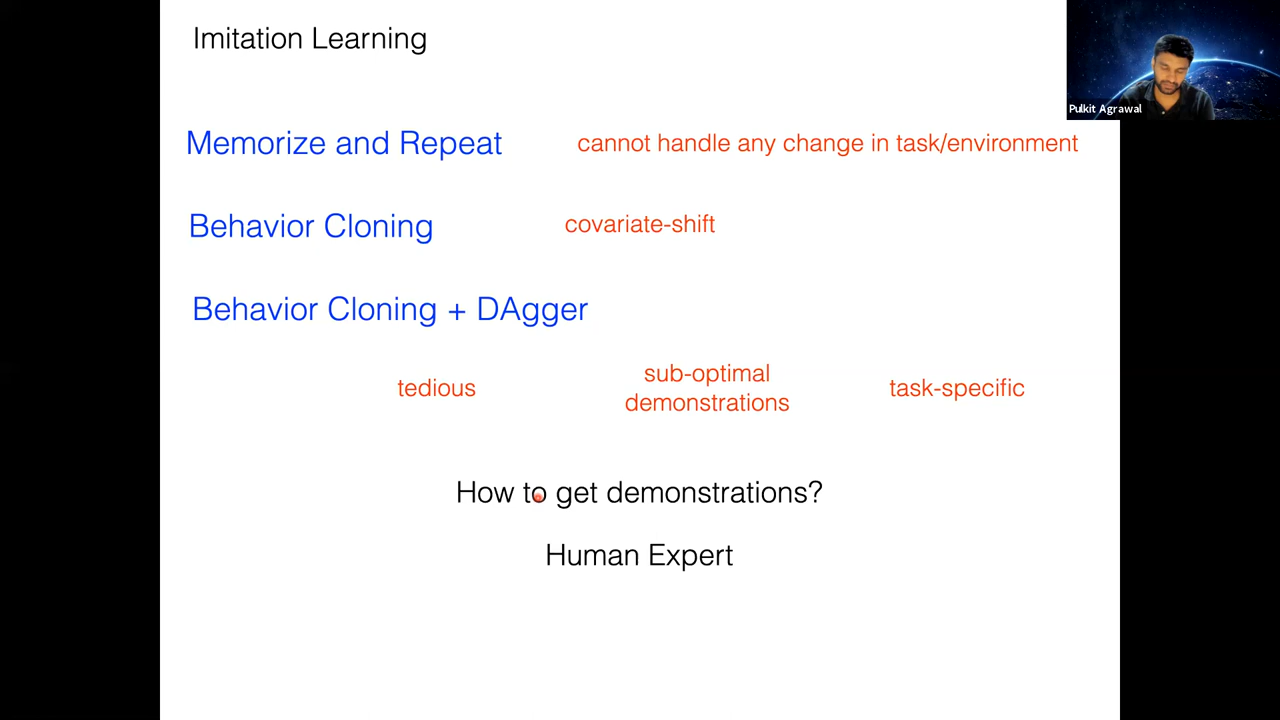 Imitation Learning
Pulkit Agrawal
Memorize and Repeat
cannot handle any change in task/environment
Behavior Cloning
covariate-shift
Behavior Cloning + DAgger
tedious
sub-optimal
demonstrations
task-specific
How to get demonstrations?
Human Expert